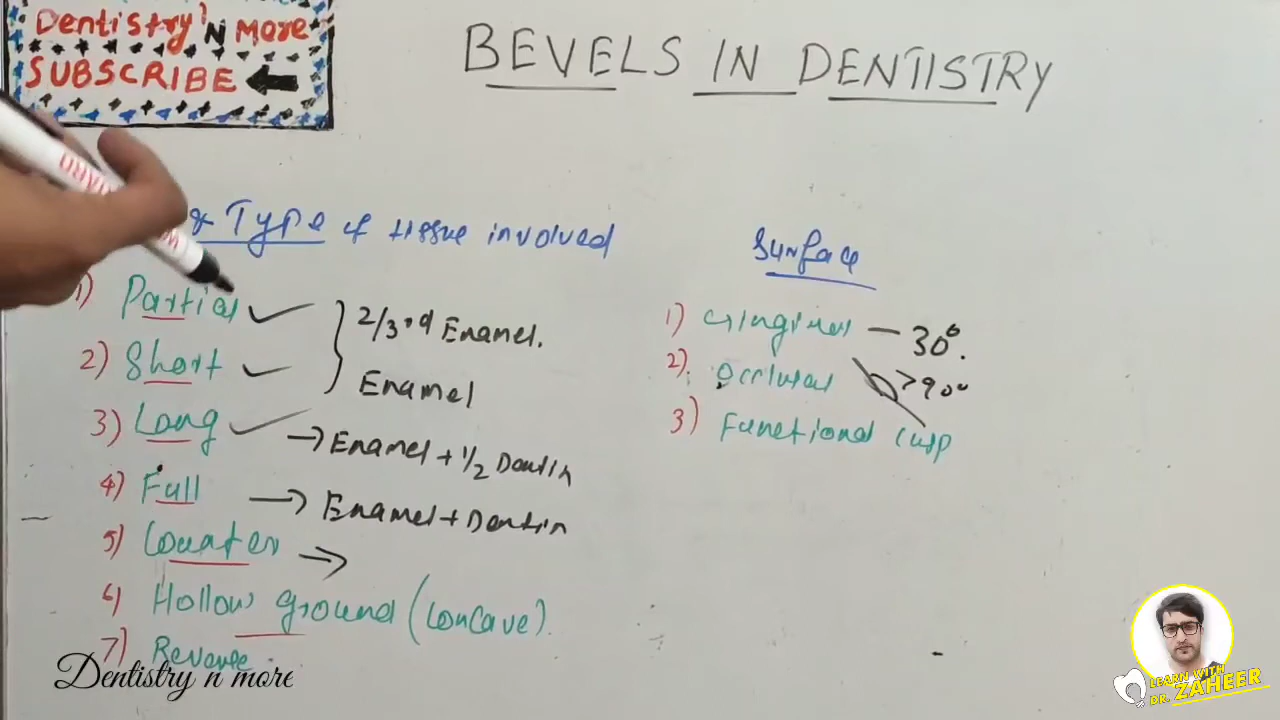 Dentistry'N More
SUBSCRIBE
BEVELS IN DENTISTRY
& Type of tissue involved
1) Partial
2) Short
3) Long
4) Full
5) Counter
6) Hollow ground (Concave)
7) Reverse
2/3rd Enamel.
Enamel
→ Enamel + 1/2 Dentin
→ Enamel + Dentin
Surface
1) Gingival — 30°.
2). Occlusal >90°
3) Functional Cusp
WARD
Dentistry n more
LEARN WITH
DR. ZAHEER